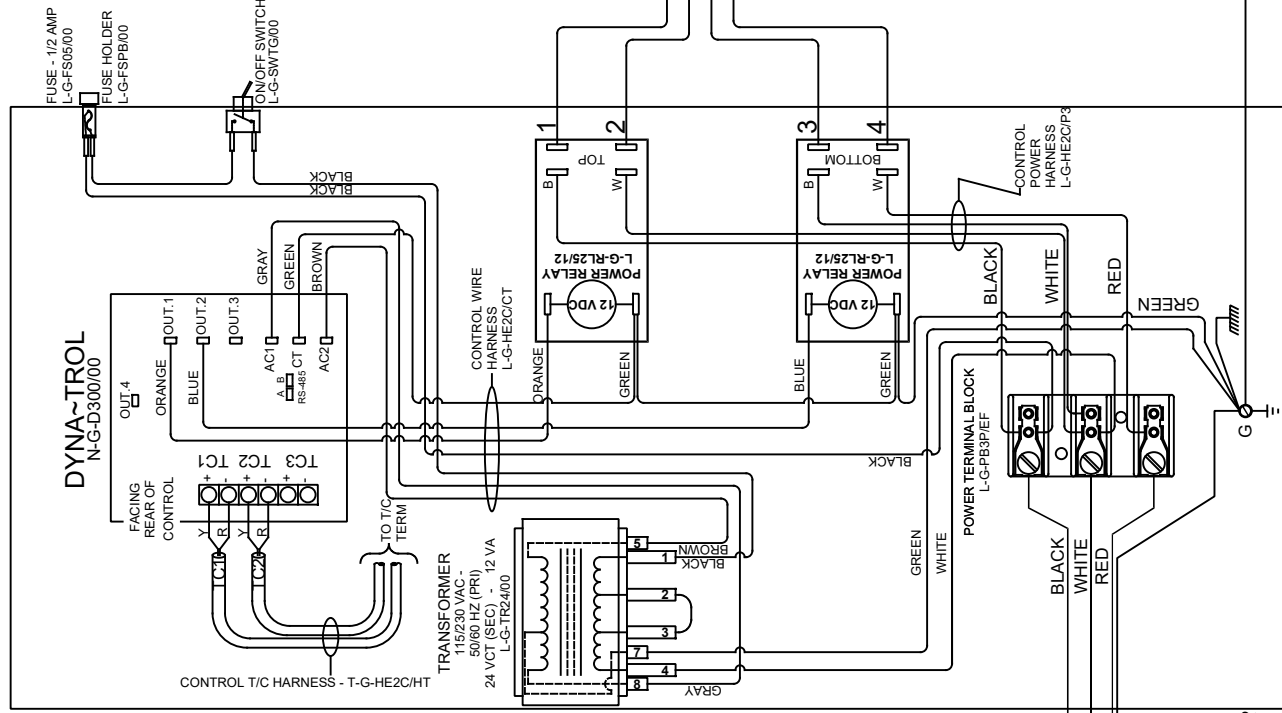 FUSE - 1/2 AMP
L-G-FS05/00
FUSE HOLDER
L-G-FSPB/00
ON/OFF SWITCH
L-G-SWTG/00
BLACK
BLACK
DYNA~TROL
N-G-D300/00
OUT.4
OUT.1
OUT.2
OUT.3
ORANGE
BLUE
AC1
CT
AC2
A B
RS-485
GRAY
GREEN
BROWN
FACING
REAR OF
CONTROL
TC1
TC2
TC3
+ - + - + -
Y
R
Y
R
TC1
TC2
TO T/C
TERM
CONTROL T/C HARNESS - T-G-HE2C/HT
CONTROL WIRE
HARNESS
L-G-HE2C/CT
1
2
TOP
B
W
POWER RELAY
L-G-RL25/12
12 VDC
ORANGE
GREEN
3
4
BOTTOM
B
W
POWER RELAY
L-G-RL25/12
12 VDC
BLUE
GREEN
CONTROL
POWER
HARNESS
L-G-HE2C/P3
BLACK
WHITE
RED
GREEN
BLACK
TRANSFORMER
115/230 VAC -
50/60 HZ (PRI)
24 VCT (SEC) - 12 VA
L-G-TR24/00
5
BROWN
1
BLACK
2
3
7
4
8
GRAY
GREEN
WHITE
POWER TERMINAL BLOCK
L-G-PB3P/EF
BLACK
WHITE
RED
G